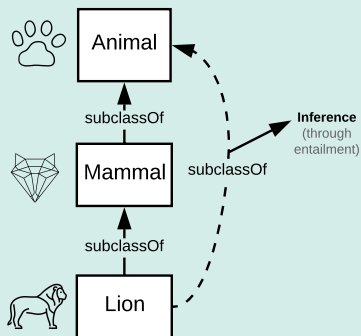 Animal
subclassOf
Inference
(through
entailment)
Mammal
subclassOf
subclassOf
Lion